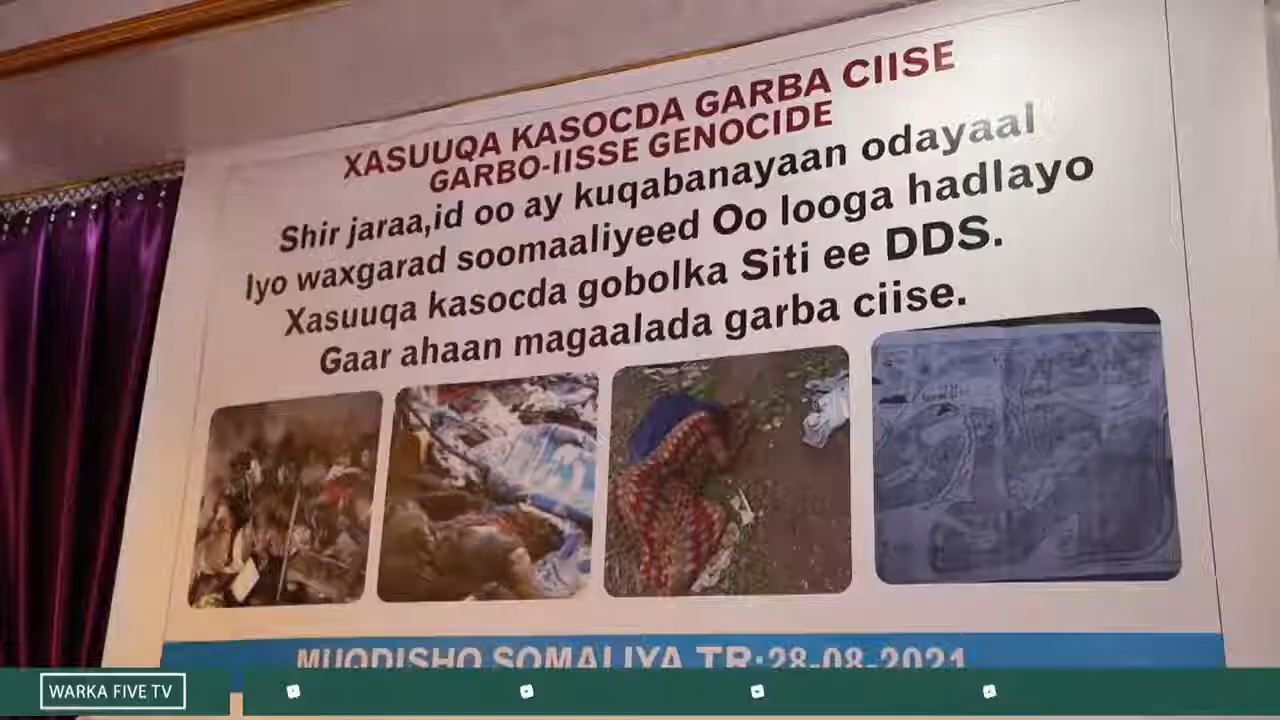 XASUUQA KASOCDA GARBA CIISE
GARBO-IISSE GENOCIDE
Shir jaraa,id oo ay kuqabanayaan odayaal
Iyo waxgarad soomaaliyeed Oo looga hadlayo
Xasuuqa kasocda gobolka Siti ee DDS.
Gaar ahaan magaalada garba ciise.
MUQDISHO SOMALIYA TR:28-08-2021
WARKA FIVE TV